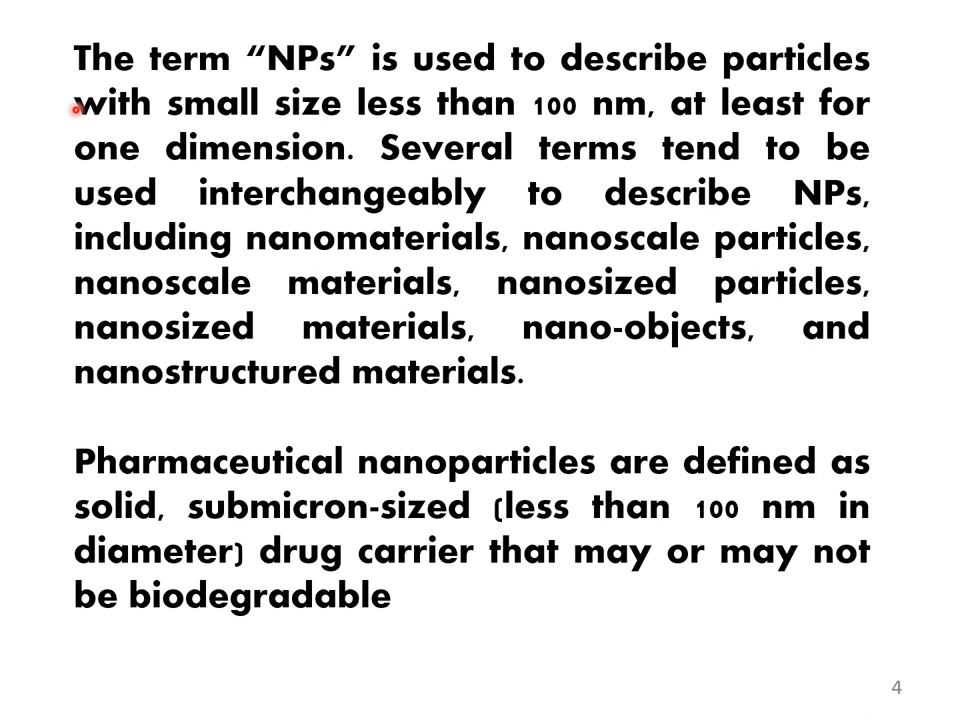 The term “NPs” is used to describe particles
with small size less than 100 nm, at least for
one dimension. Several terms tend to be
used interchangeably to describe NPs,
including nanomaterials, nanoscale particles,
nanoscale materials, nanosized particles,
nanosized materials, nano-objects, and
nanostructured materials.
Pharmaceutical nanoparticles are defined as
solid, submicron-sized (less than 100 nm in
diameter) drug carrier that may or may not
be biodegradable
4